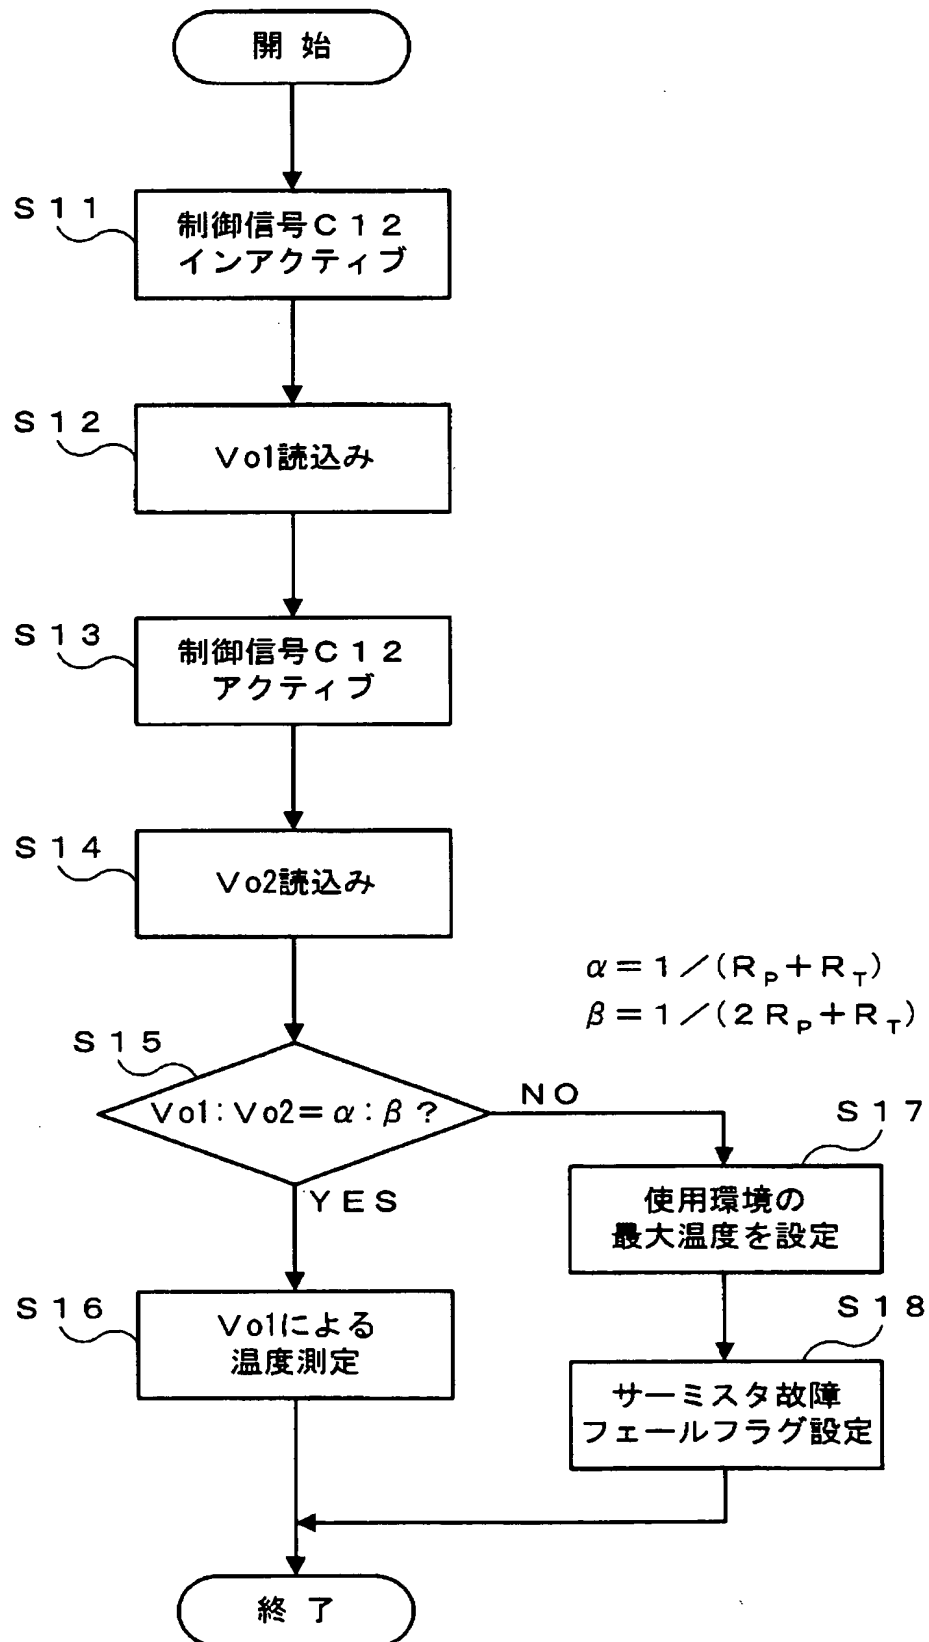 開始
S11
制御信号C12
インアクティブ
S12
Vo1読込み
S13
制御信号C12
アクティブ
S14
Vo2読込み
α=1/(RP+RT)
β=1/(2RP+RT)
S15
Vo1:Vo2=α:β?
NO
YES
S17
使用環境の
最大温度を設定
S16
Vo1による
温度測定
S18
サーミスタ故障
フェールフラグ設定
終了